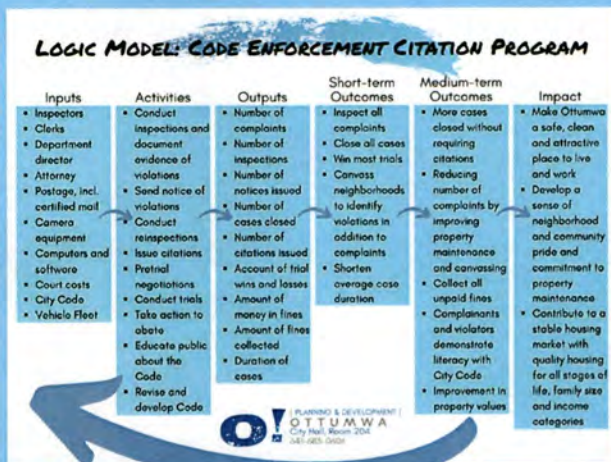 LOGIC MODEL: CODE ENFORCEMENT CITATION PROGRAM
Inputs
▪ Inspectors
▪ Clerks
▪ Department
director
▪ Attorney
▪ Postage, incl.
certified mail
▪ Camera
equipment
▪ Computers and
software
▪ Court costs
▪ City Code
▪ Vehicle Fleet
Activities
▪ Conduct
inspections and
document
evidence of
violations
▪ Send notice of
violations
▪ Conduct
reinspections
▪ Issue citations
▪ Pretrial
negotiations
▪ Conduct trials
▪ Take action to
abate
▪ Educate public
about the
Code
▪ Revise and
develop Code
Outputs
▪ Number of
complaints
▪ Number of
inspections
▪ Number of
notices issued
▪ Number of
cases closed
▪ Number of
citations issued
▪ Account of trial
wins and losses
▪ Amount of
money in fines
▪ Amount of fines
collected
▪ Duration of
cases
Short-term
Outcomes
▪ Inspect all
complaints
▪ Close all cases
▪ Win most trials
▪ Canvass
neighborhoods
to identify
violations in
addition to
complaints
▪ Shorten
average case
duration
Medium-term
Outcomes
▪ More cases
closed without
requiring
citations
▪ Reducing
number of
complaints by
improving
property
maintenance
and canvassing
▪ Collect all
unpaid fines
▪ Complainants
and violators
demonstrate
literacy with
City Code
▪ Improvement in
property values
Impact
▪ Make Ottumwa
a safe, clean
and attractive
place to live
and work
▪ Develop a
sense of
neighborhood
and community
pride and
commitment to
property
maintenance
▪ Contribute to a
stable housing
market with
quality housing
for all stages of
life, family size
and income
categories
O!
| PLANNING & DEVELOPMENT |
OTTUMWA
City Hall, Room 204
641-683-0606